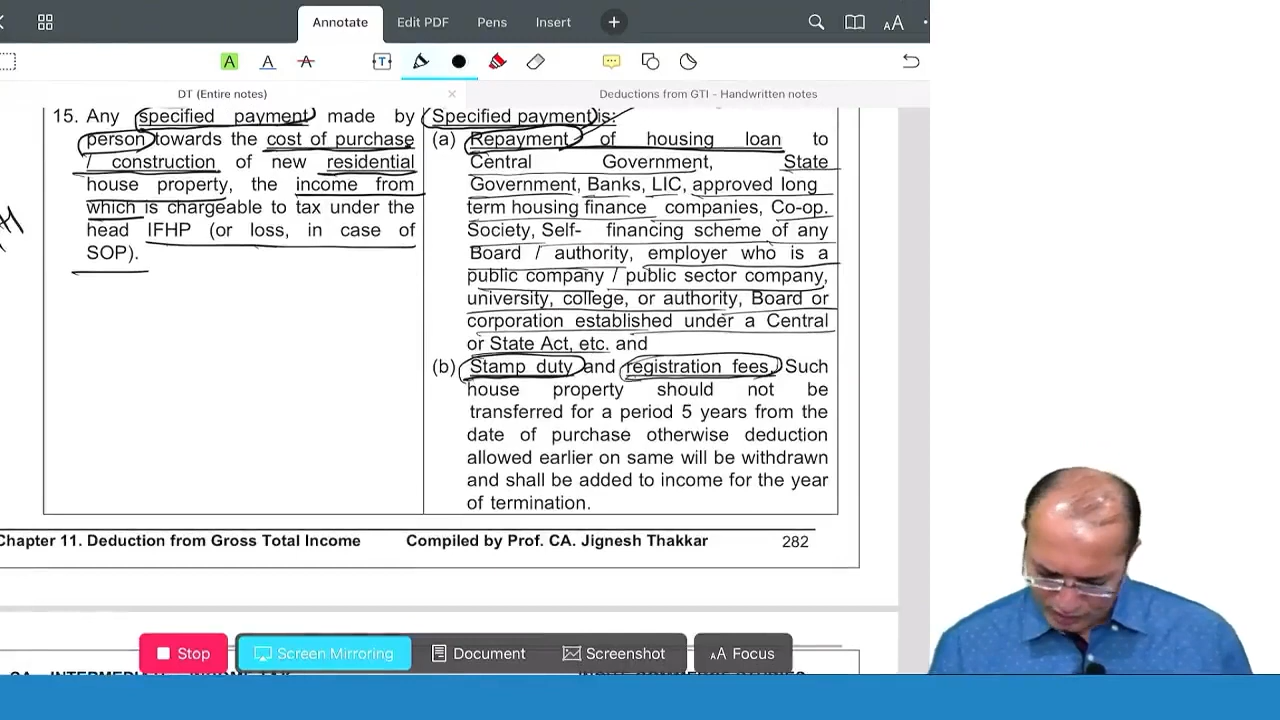 Annotate
Edit PDF
Pens
Insert
DT (Entire notes)
Deductions from GTI - Handwritten notes
15. Any specified payment made by
person towards the cost of purchase
/ construction of new residential
house property, the income from
which is chargeable to tax under the
head IFHP (or loss, in case of
SOP).
Specified payment is:
(a) Repayment of housing loan to
Central Government, State
Government, Banks, LIC, approved long
term housing finance companies, Co-op.
Society, Self- financing scheme of any
Board / authority, employer who is a
public company / public sector company,
university, college, or authority, Board or
corporation established under a Central
or State Act, etc. and
(b) Stamp duty and registration fees, Such
house property should not be
transferred for a period 5 years from the
date of purchase otherwise deduction
allowed earlier on same will be withdrawn
and shall be added to income for the year
of termination.
Chapter 11. Deduction from Gross Total Income Compiled by Prof. CA. Jignesh Thakkar 282
Stop
Screen Mirroring
Document
Screenshot
AA Focus